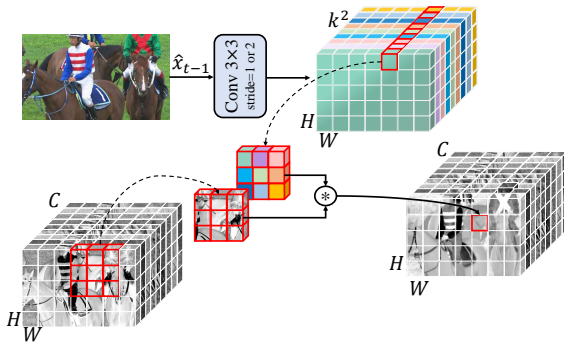 k²
x̂ₜ₋₁
Conv 3×3
stride=1 or 2
H
W
C
*
C
H
W
H
W